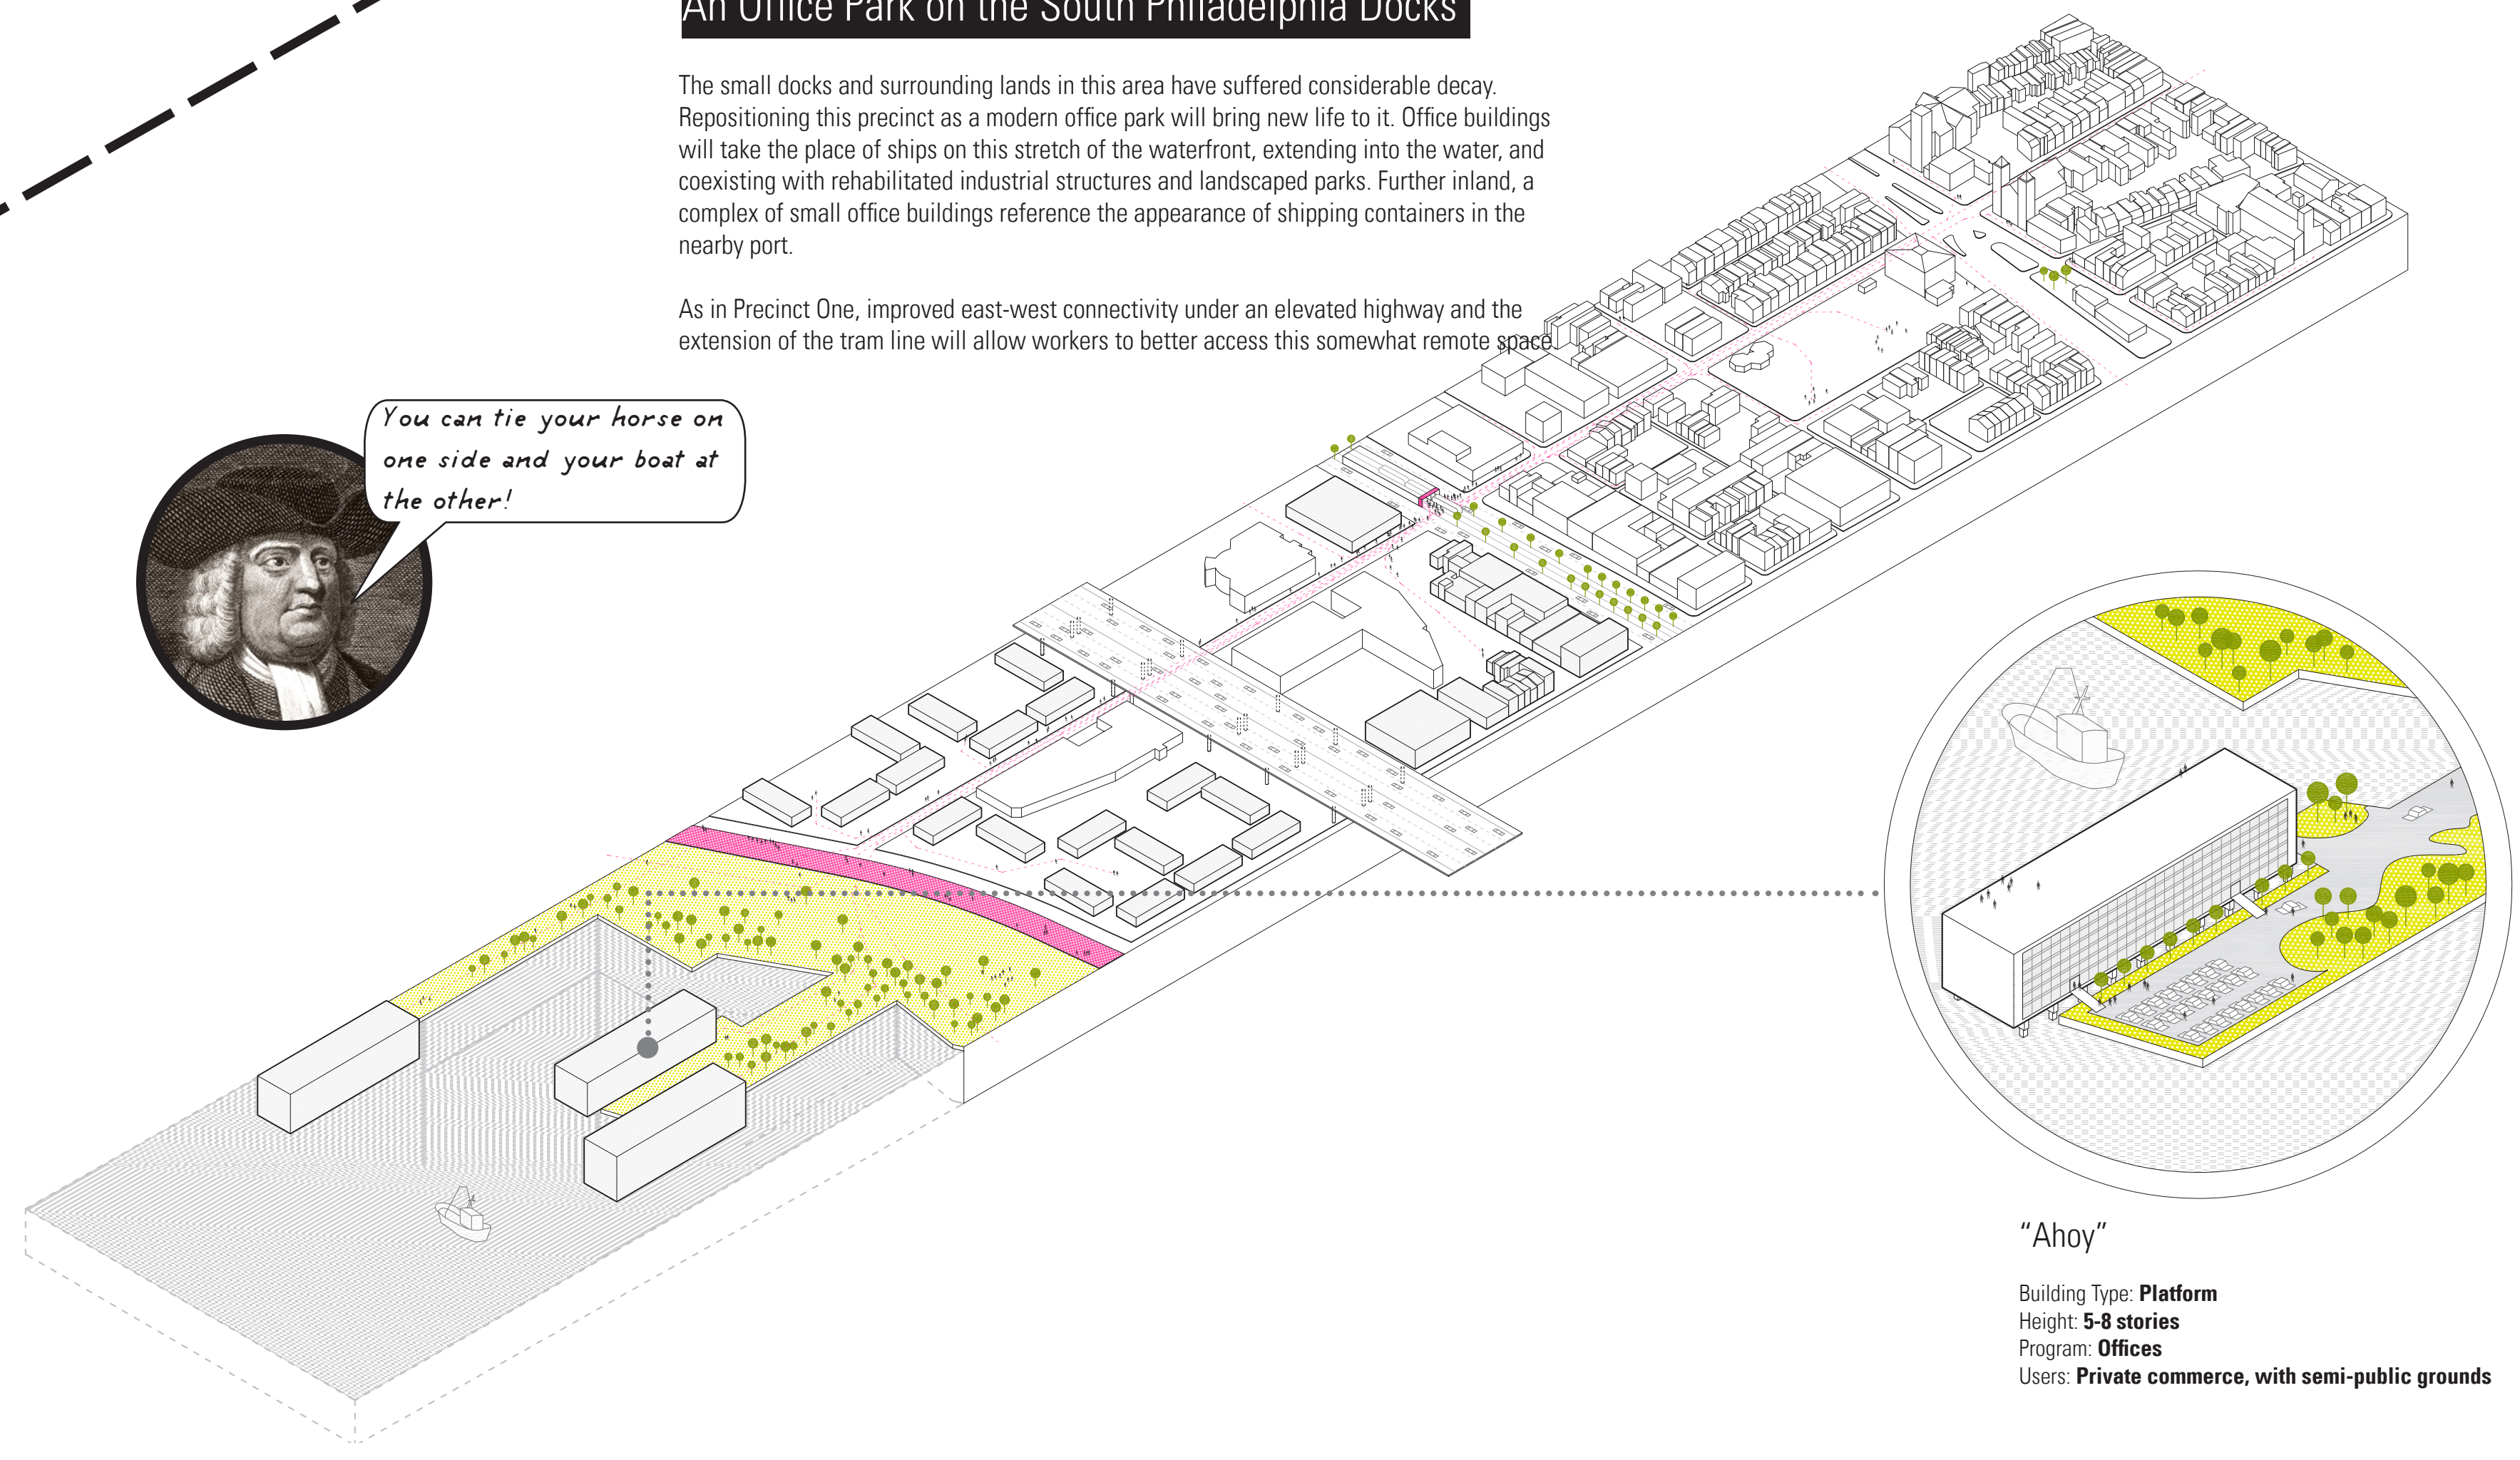 An Office Park on the South Philadelphia Docks
The small docks and surrounding lands in this area have suffered considerable decay.
Repositioning this precinct as a modern office park will bring new life to it. Office buildings
will take the place of ships on this stretch of the waterfront, extending into the water, and
coexisting with rehabilitated industrial structures and landscaped parks. Further inland, a
complex of small office buildings reference the appearance of shipping containers in the
nearby port.
As in Precinct One, improved east-west connectivity under an elevated highway and the
extension of the tram line will allow workers to better access this somewhat remote space
You can tie your horse on
one side and your boat at
the other!
“Ahoy”
Building Type: Platform
Height: 5-8 stories
Program: Offices
Users: Private commerce, with semi-public grounds